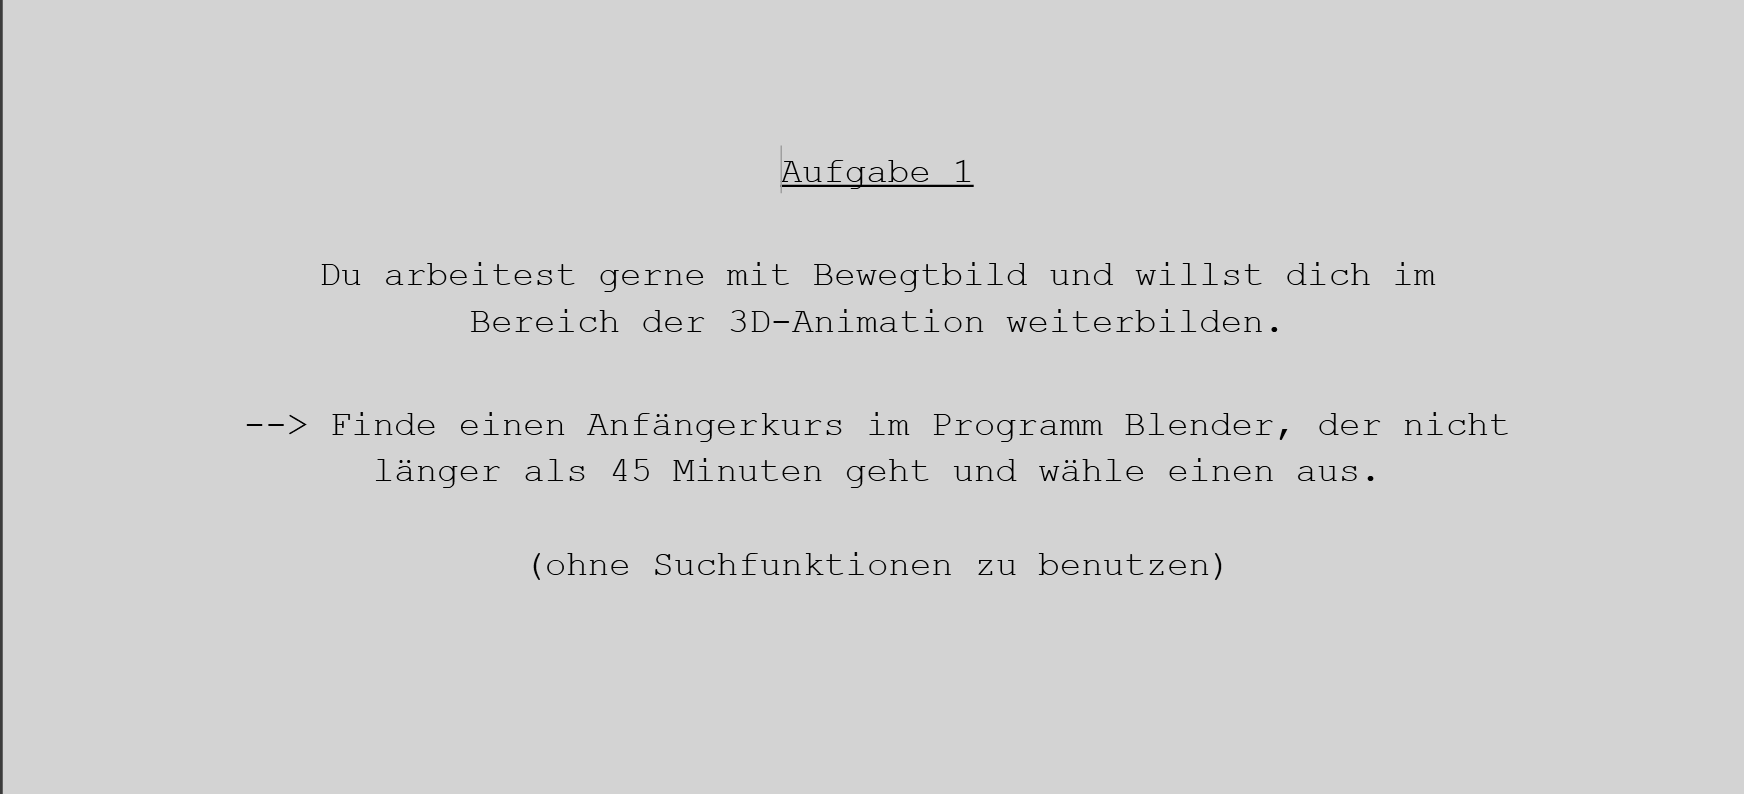 Aufgabe 1
Du arbeitest gerne mit Bewegtbild und willst dich im
Bereich der 3D-Animation weiterbilden.
--> Finde einen Anfängerkurs im Programm Blender, der nicht
länger als 45 Minuten geht und wähle einen aus.
(ohne Suchfunktionen zu benutzen)